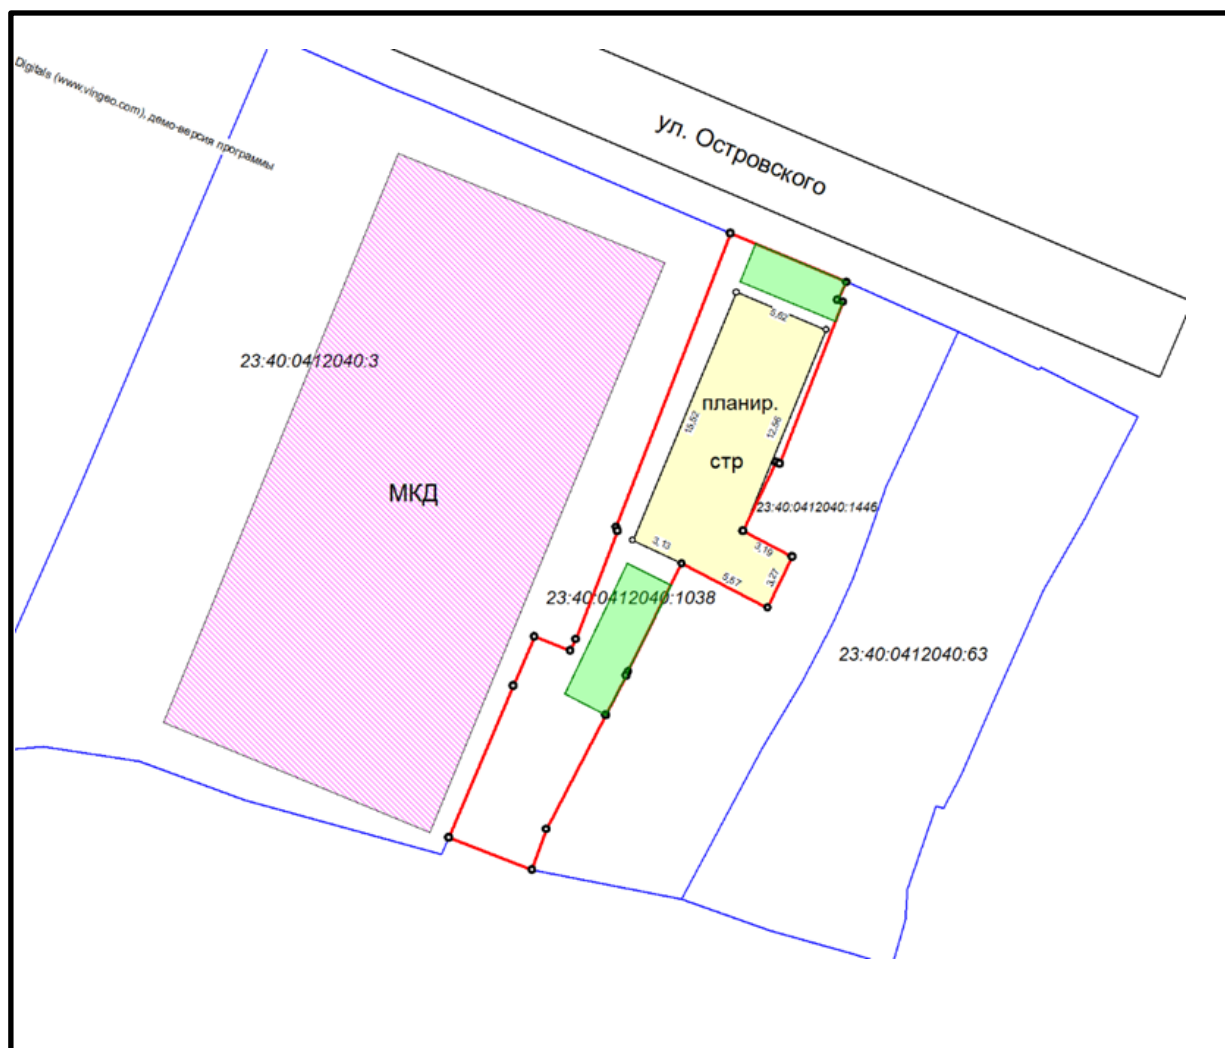 Digitals (www.vingeo.com), демо-версия программы
ул. Островского
23:40:0412040:3
5,62
планир.
15,52
12,56
стр
МКД
23:40:0412040:1446
3,13
3,19
5,67
3,27
23:40:0412040:1038
23:40:0412040:63